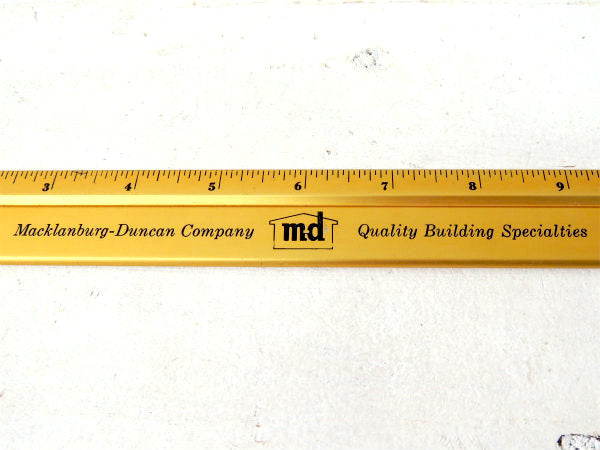 3 4 5 6 7 8 9
Macklanburg-Duncan Company m-d Quality Building Specialties